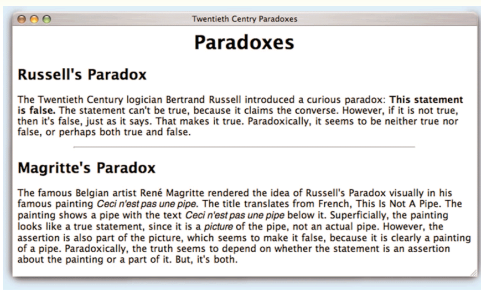 Twentieth Centry Paradoxes
Paradoxes
Russell's Paradox
The Twentieth Century logician Bertrand Russell introduced a curious paradox: This statement
is false. The statement can't be true, because it claims the converse. However, if it is not true,
then it's false, just as it says. That makes it true. Paradoxically, it seems to be neither true nor
false, or perhaps both true and false.
Magritte's Paradox
The famous Belgian artist René Magritte rendered the idea of Russell's Paradox visually in his
famous painting Ceci n'est pas une pipe. The title translates from French, This Is Not A Pipe. The
painting shows a pipe with the text Ceci n'est pas une pipe below it. Superficially, the painting
looks like a true statement, since it is a picture of the pipe, not an actual pipe. However, the
assertion is also part of the picture, which seems to make it false, because it is clearly a painting
of a pipe. Paradoxically, the truth seems to depend on whether the statement is an assertion
about the painting or a part of it. But, it's both.